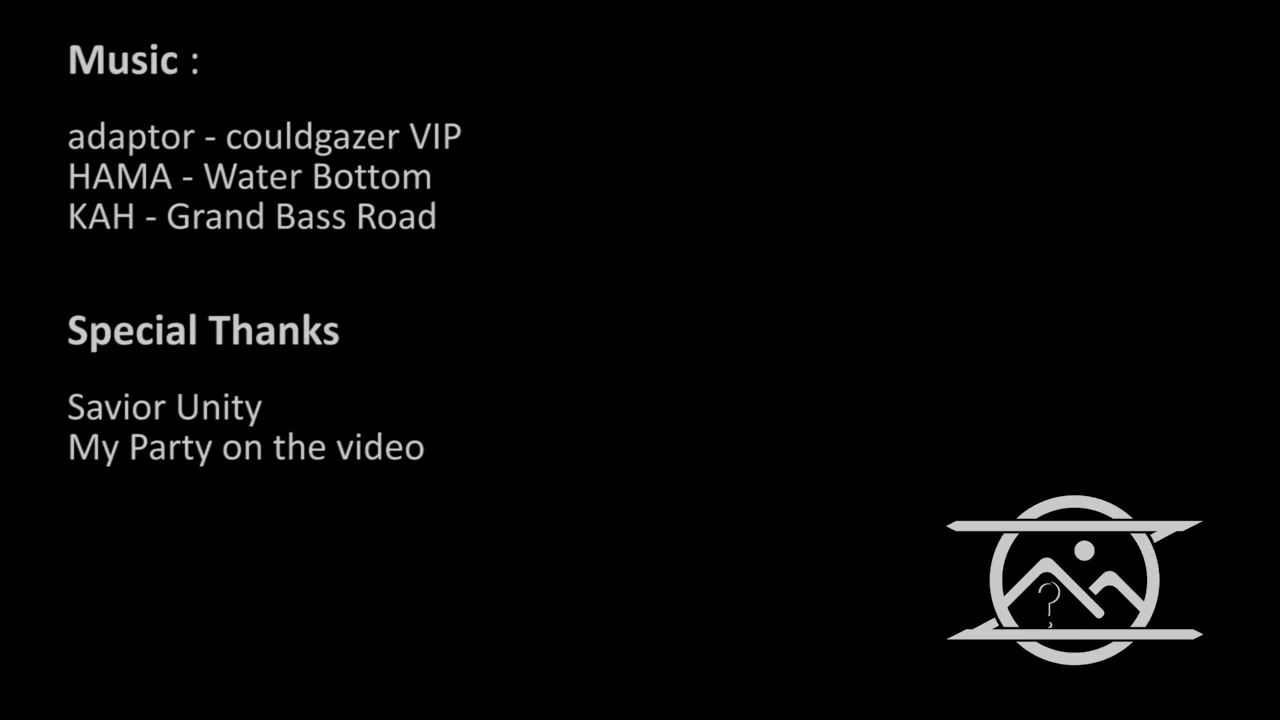 Music :
adaptor - couldgazer VIP
HAMA - Water Bottom
KAH - Grand Bass Road
Special Thanks
Savior Unity
My Party on the video
?